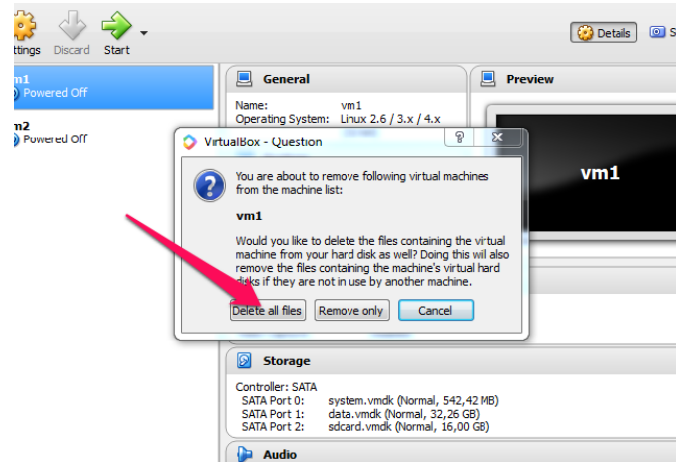 ttings Discard Start
Details S
m1
Powered Off
m2
Powered Off
General
Name: vm1
Operating System: Linux 2.6 / 3.x / 4.x
Preview
vm1
VirtualBox - Question
You are about to remove following virtual machines
from the machine list:
vm1
Would you like to delete the files containing the virtual
machine from your hard disk as well? Doing this will also
remove the files containing the machine's virtual hard
disks if they are not in use by another machine.
Delete all files Remove only Cancel
Storage
Controller: SATA
SATA Port 0: system.vmdk (Normal, 542,42 MB)
SATA Port 1: data.vmdk (Normal, 32,26 GB)
SATA Port 2: sdcard.vmdk (Normal, 16,00 GB)
Audio